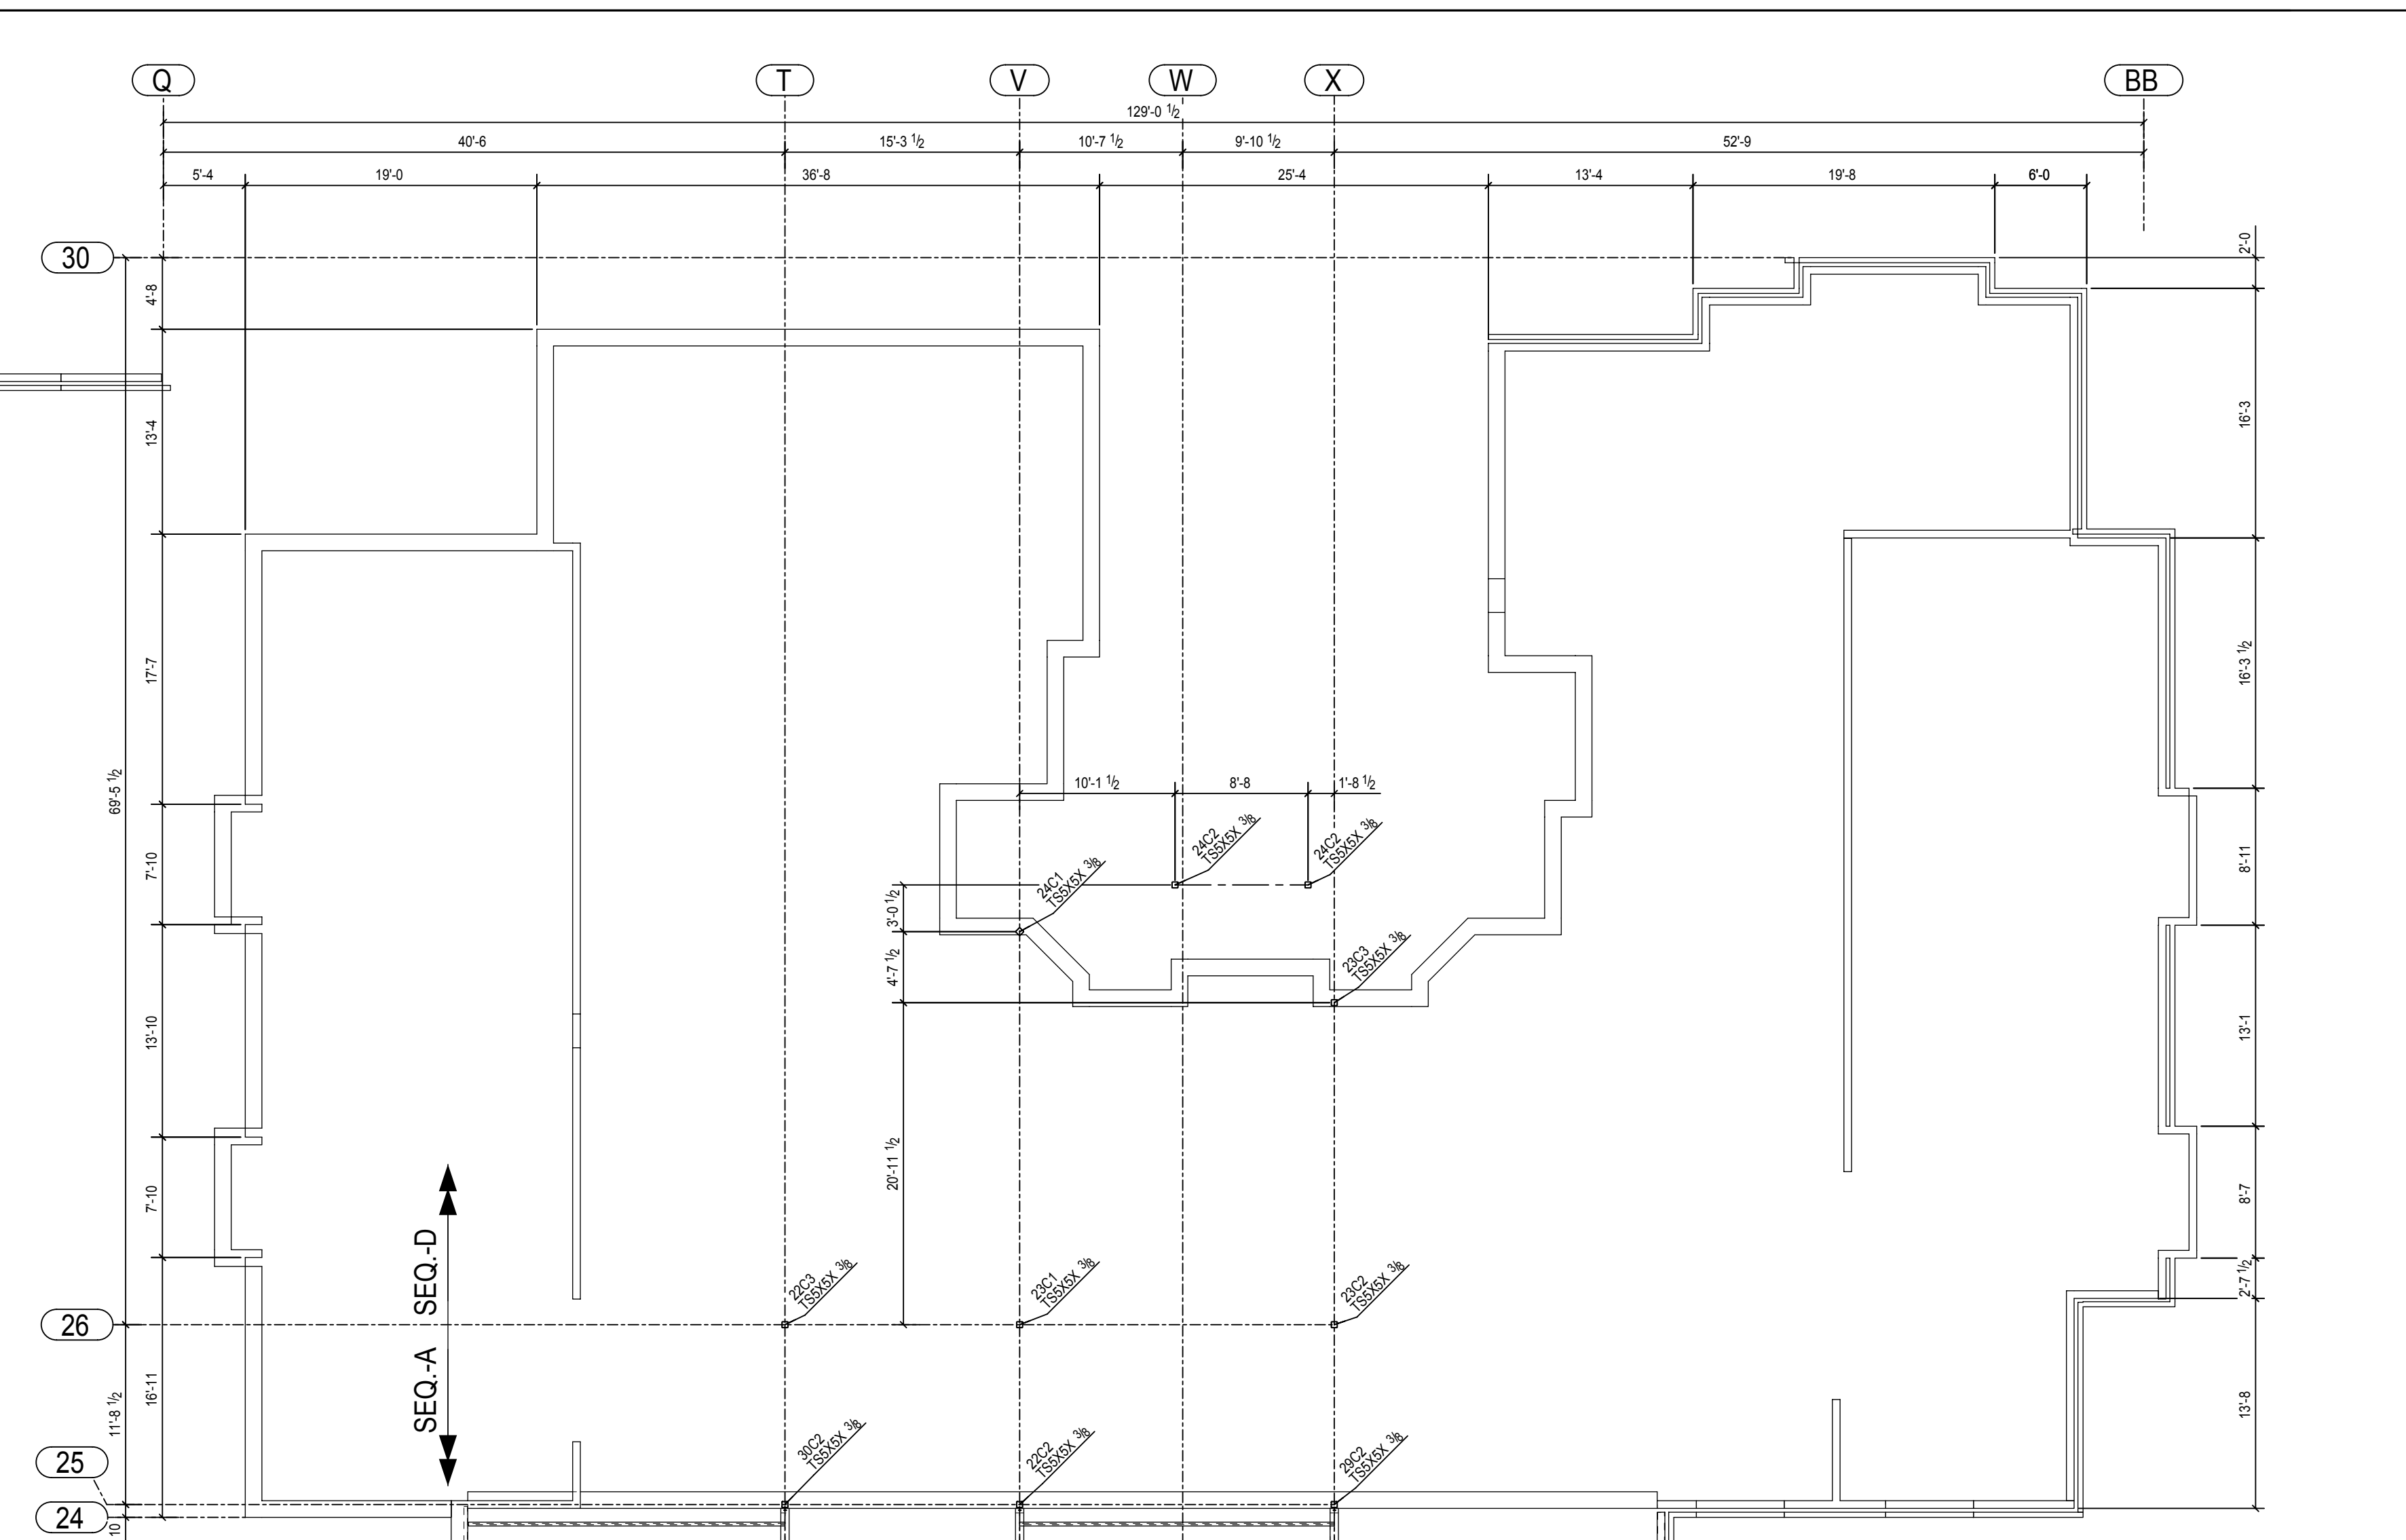 Q
T
V
W
X
BB
129'-0 1/2
40'-6
15'-3 1/2
10'-7 1/2
9'-10 1/2
52'-9
5'-4
19'-0
36'-8
25'-4
13'-4
19'-8
6'-0
30
2'-0
4'-8
13'-4
16'-3
17'-7
16'-3 1/2
69'-5 1/2
10'-1 1/2
8'-8
1'-8 1/2
24C2
TS5X5X 3/8
24C2
TS5X5X 3/8
24C1
TS5X5X 3/8
7'-10
8'-11
3'-0 1/2
4'-7 1/2
23C3
TS5X5X 3/8
13'-10
13'-1
20'-11 1/2
7'-10
8'-7
SEQ.-D
22C3
TS5X5X 3/8
23C1
TS5X5X 3/8
23C2
TS5X5X 3/8
2'-7 1/2
26
SEQ.-A
16'-11
11'-8 1/2
13'-8
30C2
TS5X5X 3/8
22C2
TS5X5X 3/8
29C2
TS5X5X 3/8
25
24
10